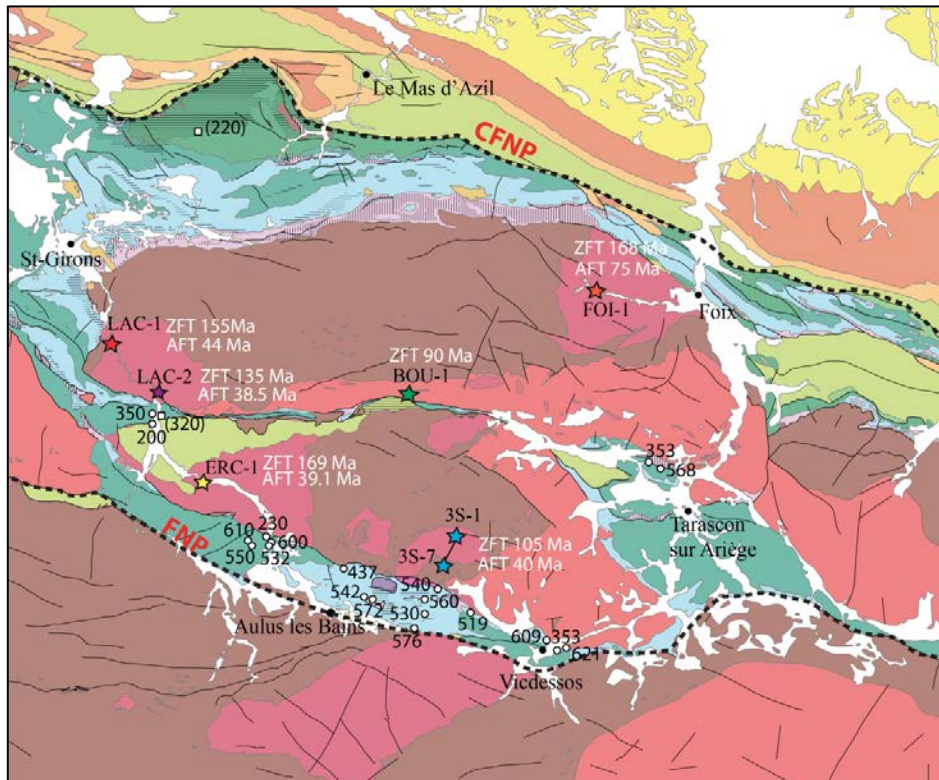 Le Mas d'Azil
(220)
CFNP
St-Girons
ZFT 168 Ma
AFT 75 Ma
FOI-1
Foix
LAC-1
ZFT 155Ma
AFT 44 Ma
ZFT 90 Ma
LAC-2
ZFT 135 Ma
AFT 38.5 Ma
BOU-1
350
(320)
200
353
568
ERC-1
ZFT 169 Ma
AFT 39.1 Ma
FNP
230
610
600
550
532
3S-1
Tarascon
sur Ariège
3S-7
ZFT 105 Ma
AFT 40 Ma
437
540
542
572
560
530
519
Aulus les Bains
576
609
353
621
Vicdessos